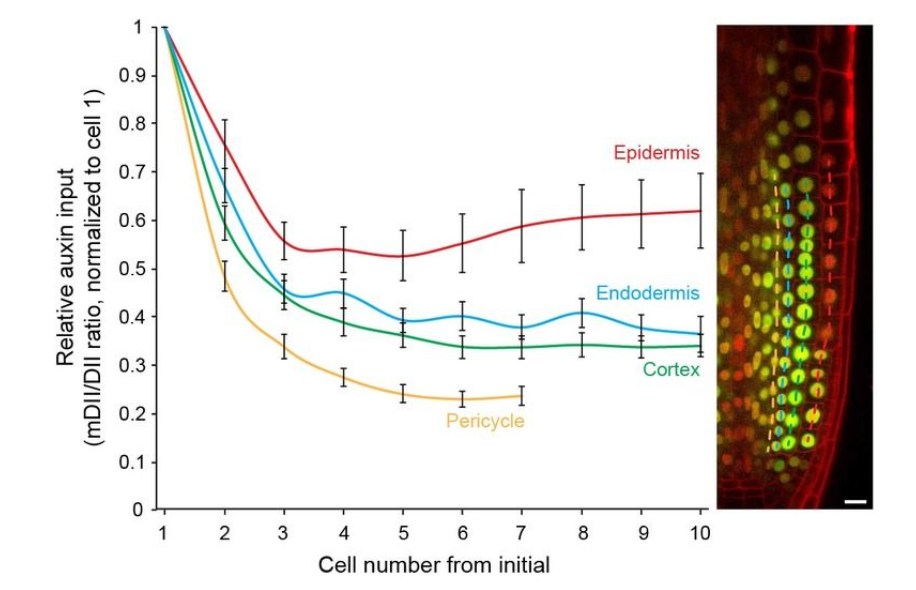 Relative auxin input
(mDII/DII ratio, normalized to cell 1)
1
0.9
0.8
0.7
0.6
0.5
0.4
0.3
0.2
0.1
0
Epidermis
Endodermis
Cortex
Pericycle
1 2 3 4 5 6 7 8 9 10
Cell number from initial